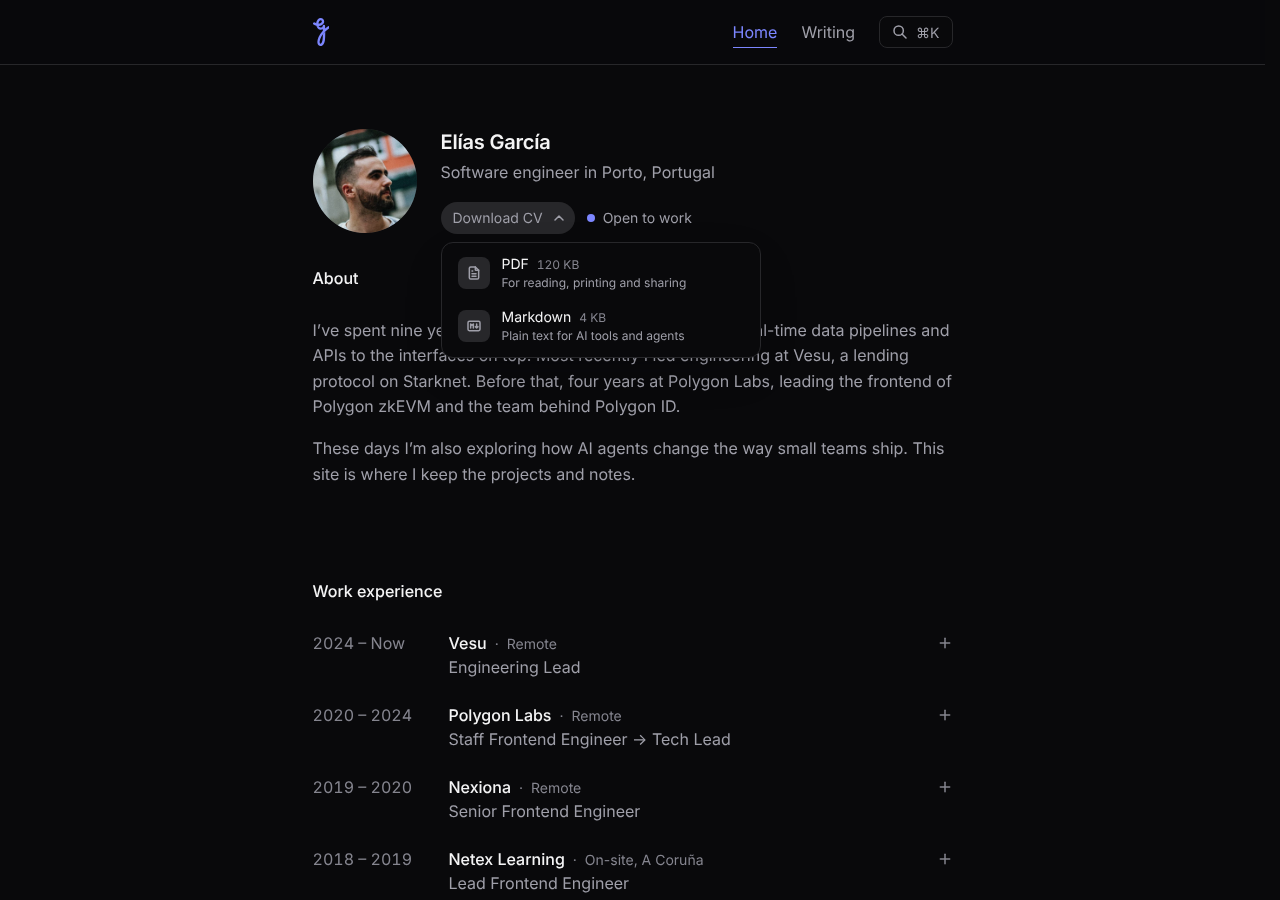 g
Home
Writing
⌘K
Elías García
Software engineer in Porto, Portugal
Download CV
Open to work
PDF 120 KB
For reading, printing and sharing
Markdown 4 KB
Plain text for AI tools and agents
About
I’ve spent nine ye
al-time data pipelines and
APIs to the interfaces on top. Most recently I led engineering at Vesu, a lending
protocol on Starknet. Before that, four years at Polygon Labs, leading the frontend of
Polygon zkEVM and the team behind Polygon ID.
These days I’m also exploring how AI agents change the way small teams ship. This
site is where I keep the projects and notes.
Work experience
2024 – Now
Vesu · Remote
Engineering Lead
2020 – 2024
Polygon Labs · Remote
Staff Frontend Engineer → Tech Lead
2019 – 2020
Nexiona · Remote
Senior Frontend Engineer
2018 – 2019
Netex Learning · On-site, A Coruña
Lead Frontend Engineer